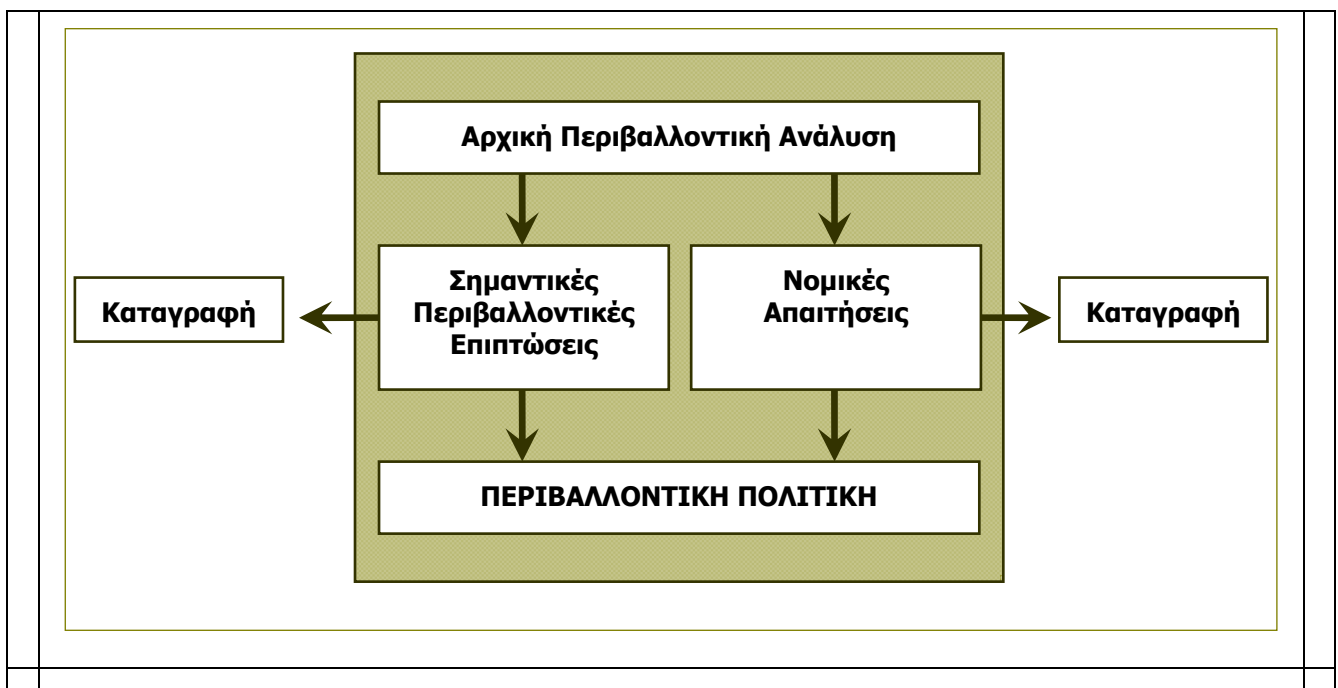 Αρχική Περιβαλλοντική Ανάλυση
Σημαντικές
Περιβαλλοντικές
Επιπτώσεις
Νομικές
Απαιτήσεις
Καταγραφή
Καταγραφή
ΠΕΡΙΒΑΛΛΟΝΤΙΚΗ ΠΟΛΙΤΙΚΗ